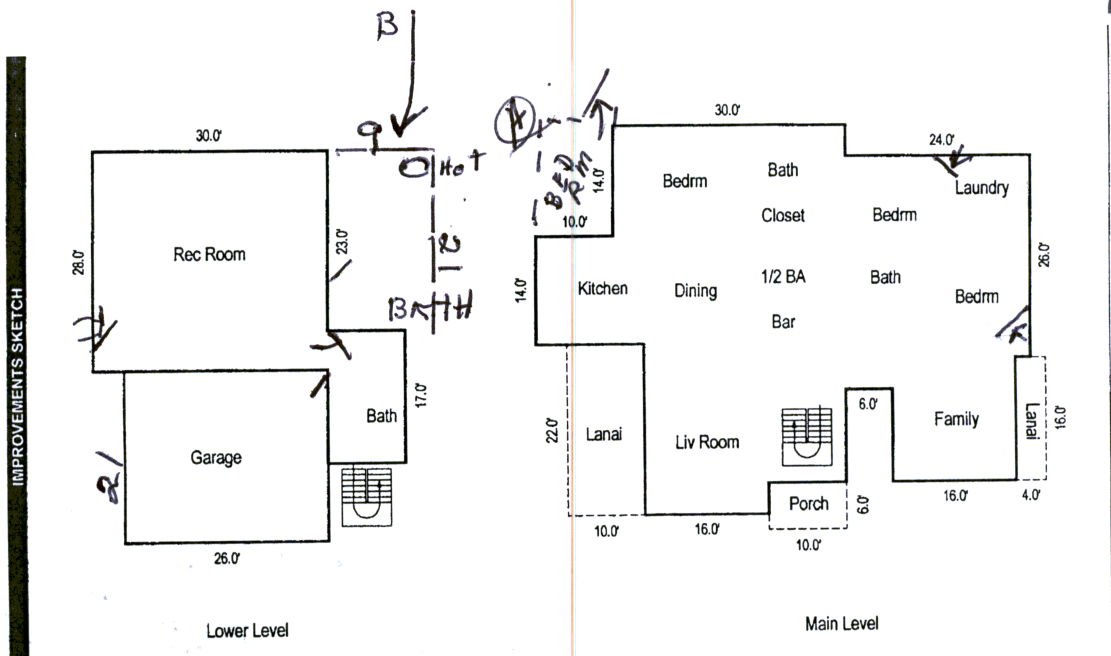 IMPROVEMENTS SKETCH
B
9
30.0'
HOT
28.0'
Rec Room
23.0'
12
BATH
Bath
17.0'
Garage
21
26.0'
Lower Level
A
30.0'
24.0'
BED
RM
14.0'
10.0'
Bedrm
Bath
Laundry
Closet
Bedrm
26.0'
14.0'
Kitchen
Dining
1/2 BA
Bath
Bedrm
Bar
22.0'
Lanai
Liv Room
6.0'
Family
Lanai
16.0'
Porch
6.0'
16.0'
4.0'
10.0'
16.0'
10.0'
Main Level